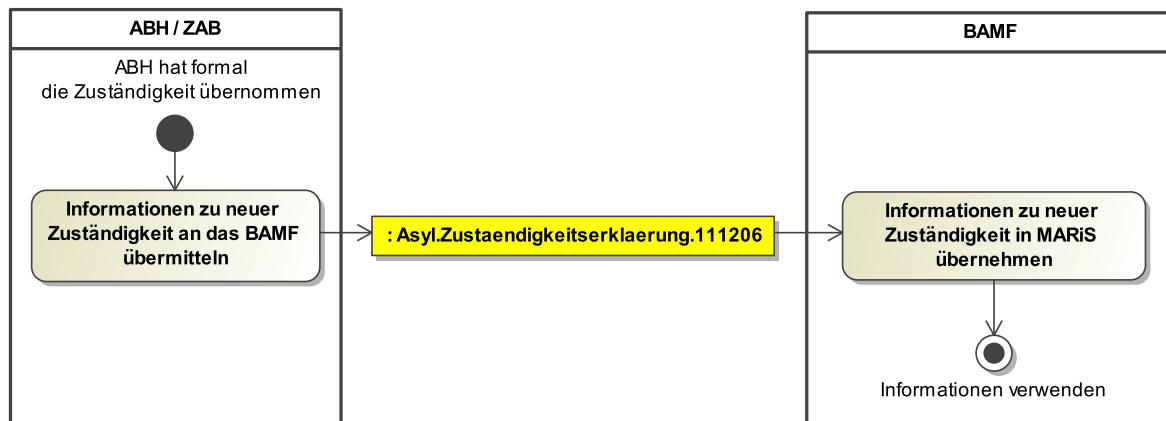 ABH / ZAB
ABH hat formal
die Zuständigkeit übernommen
Informationen zu neuer
Zuständigkeit an das BAMF
übermitteln
: Asyl.Zustaendigkeitserklaerung.111206
BAMF
Informationen zu neuer
Zuständigkeit in MARiS
übernehmen
Informationen verwenden